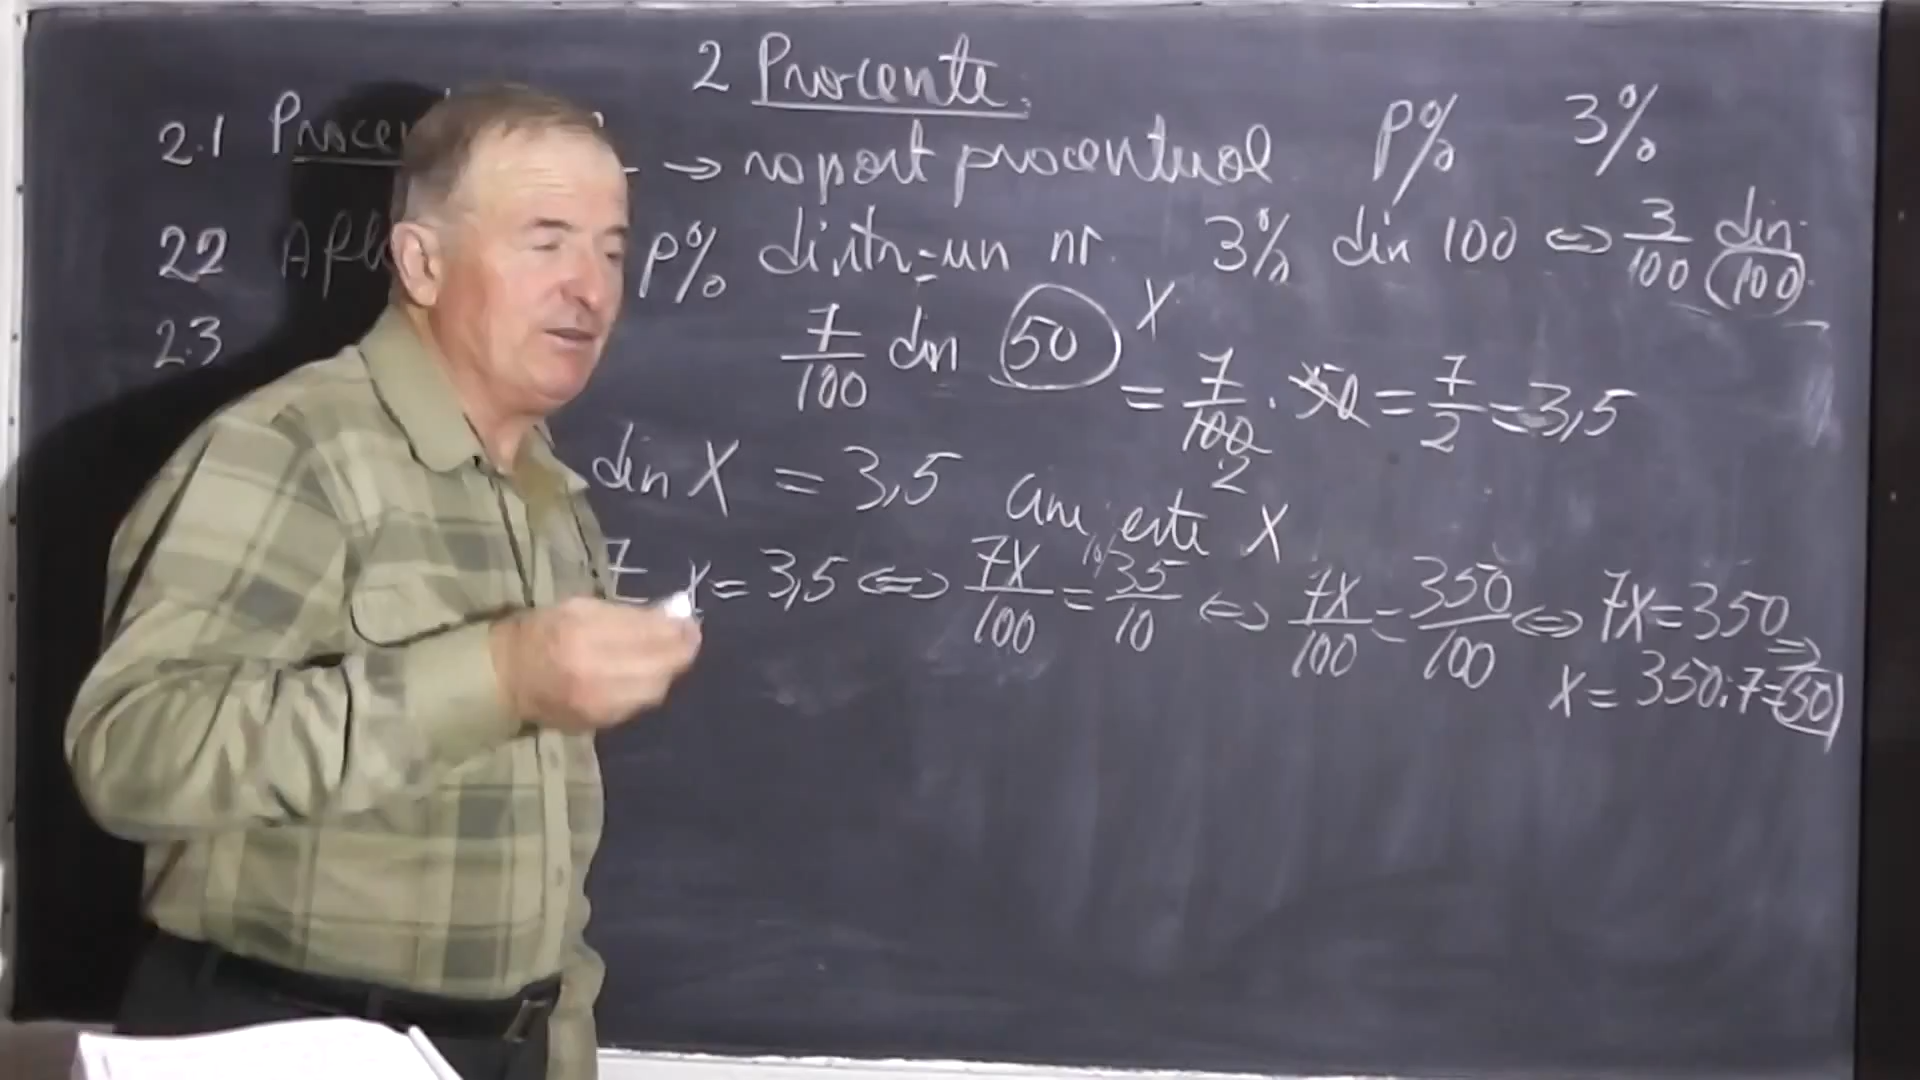 2 Procente
2.1 → raport procentual p% 3%
2.2 p% dintr-un nr. 3% din 100 ⇔ 3/100 din 100
2.3 7/100 din 50 X
= 7/100 · 50 = 7/2 = 3,5
2
din X = 3,5 cine este X
7 x = 3,5 ⇔ 7X/100 = 35/10 ⇔ 7X/100 = 350/100 ⇔ 7X = 350 ⇒
X = 350:7 = 50